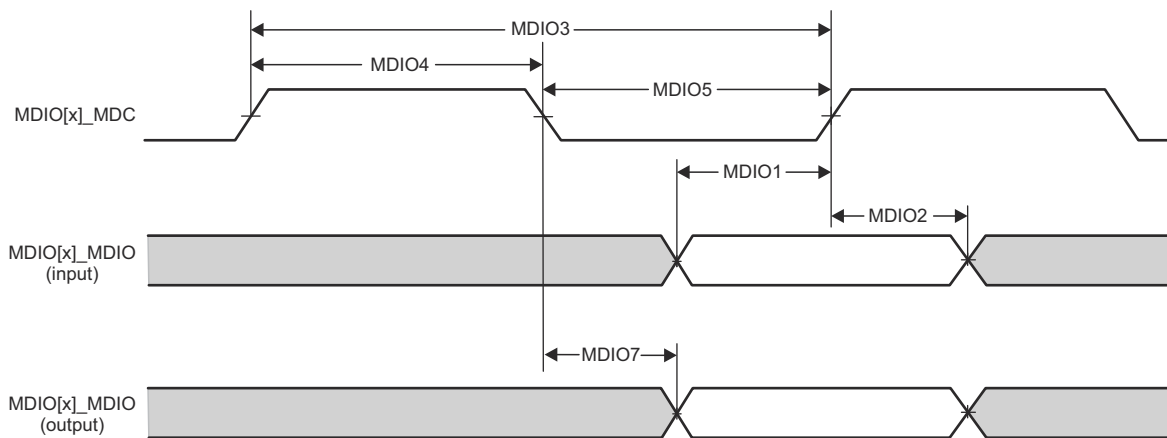 MDIO3
MDIO4
MDIO5
MDIO[x]_MDC
MDIO1
MDIO2
MDIO[x]_MDIO
(input)
MDIO7
MDIO[x]_MDIO
(output)